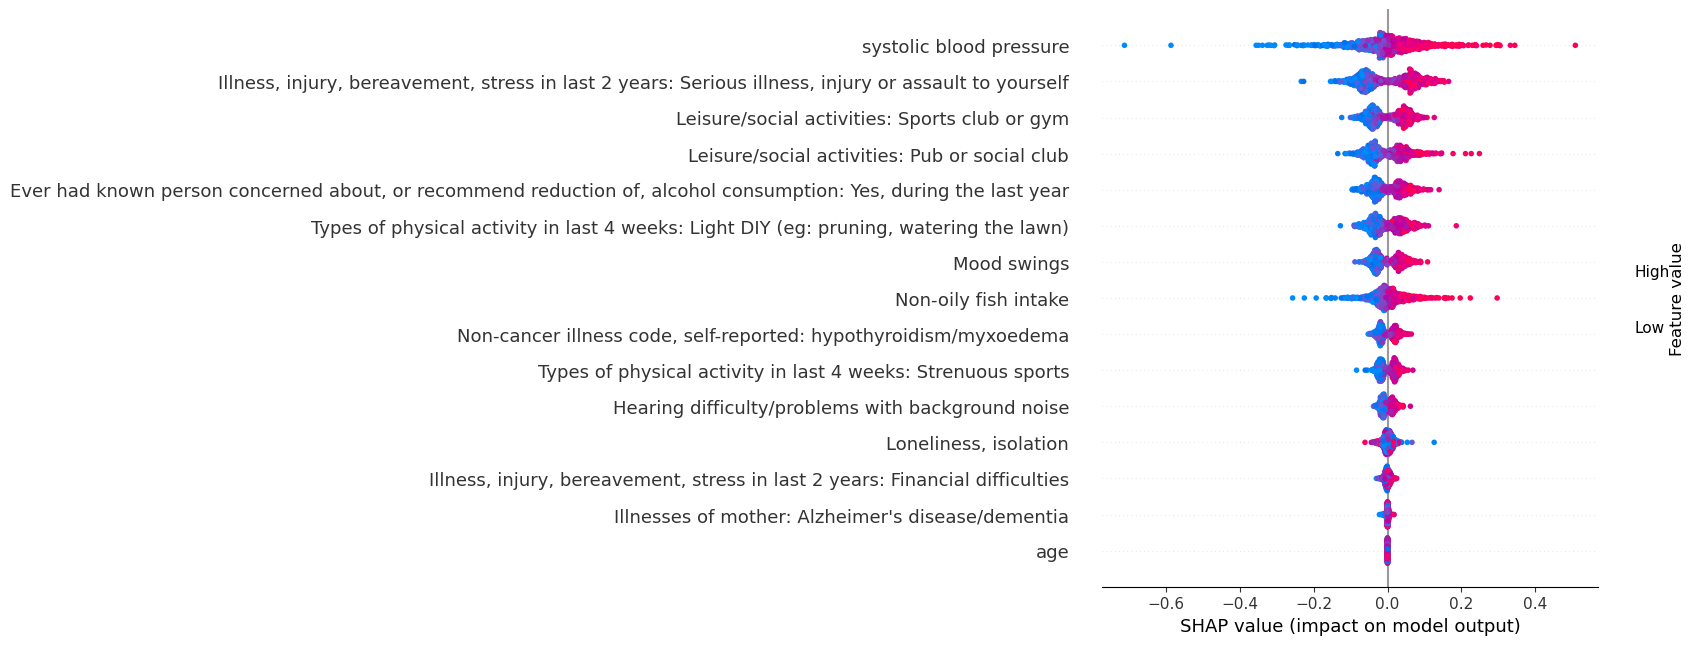 systolic blood pressure
Illness, injury, bereavement, stress in last 2 years: Serious illness, injury or assault to yourself
Leisure/social activities: Sports club or gym
Leisure/social activities: Pub or social club
Ever had known person concerned about, or recommend reduction of, alcohol consumption: Yes, during the last year
Types of physical activity in last 4 weeks: Light DIY (eg: pruning, watering the lawn)
Mood swings
Non-oily fish intake
Non-cancer illness code, self-reported: hypothyroidism/myxoedema
Types of physical activity in last 4 weeks: Strenuous sports
Hearing difficulty/problems with background noise
Loneliness, isolation
Illness, injury, bereavement, stress in last 2 years: Financial difficulties
Illnesses of mother: Alzheimer's disease/dementia
age
−0.6 −0.4 −0.2 0.0 0.2 0.4
SHAP value (impact on model output)
High
Low
Feature value